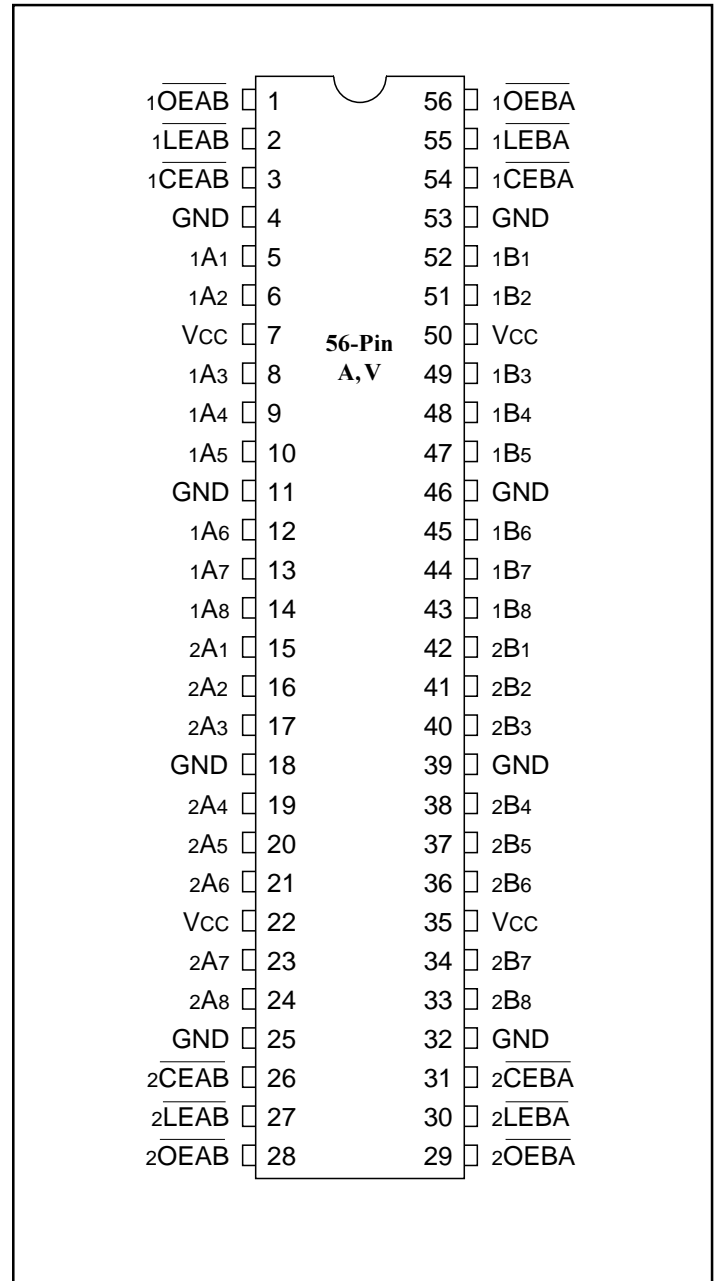 1OEAB 1 56 1OEBA
1LEAB 2 55 1LEBA
1CEAB 3 54 1CEBA
GND 4 53 GND
1A1 5 52 1B1
1A2 6 51 1B2
VCC 7 56-Pin 50 VCC
1A3 8 A, V 49 1B3
1A4 9 48 1B4
1A5 10 47 1B5
GND 11 46 GND
1A6 12 45 1B6
1A7 13 44 1B7
1A8 14 43 1B8
2A1 15 42 2B1
2A2 16 41 2B2
2A3 17 40 2B3
GND 18 39 GND
2A4 19 38 2B4
2A5 20 37 2B5
2A6 21 36 2B6
VCC 22 35 VCC
2A7 23 34 2B7
2A8 24 33 2B8
GND 25 32 GND
2CEAB 26 31 2CEBA
2LEAB 27 30 2LEBA
2OEAB 28 29 2OEBA